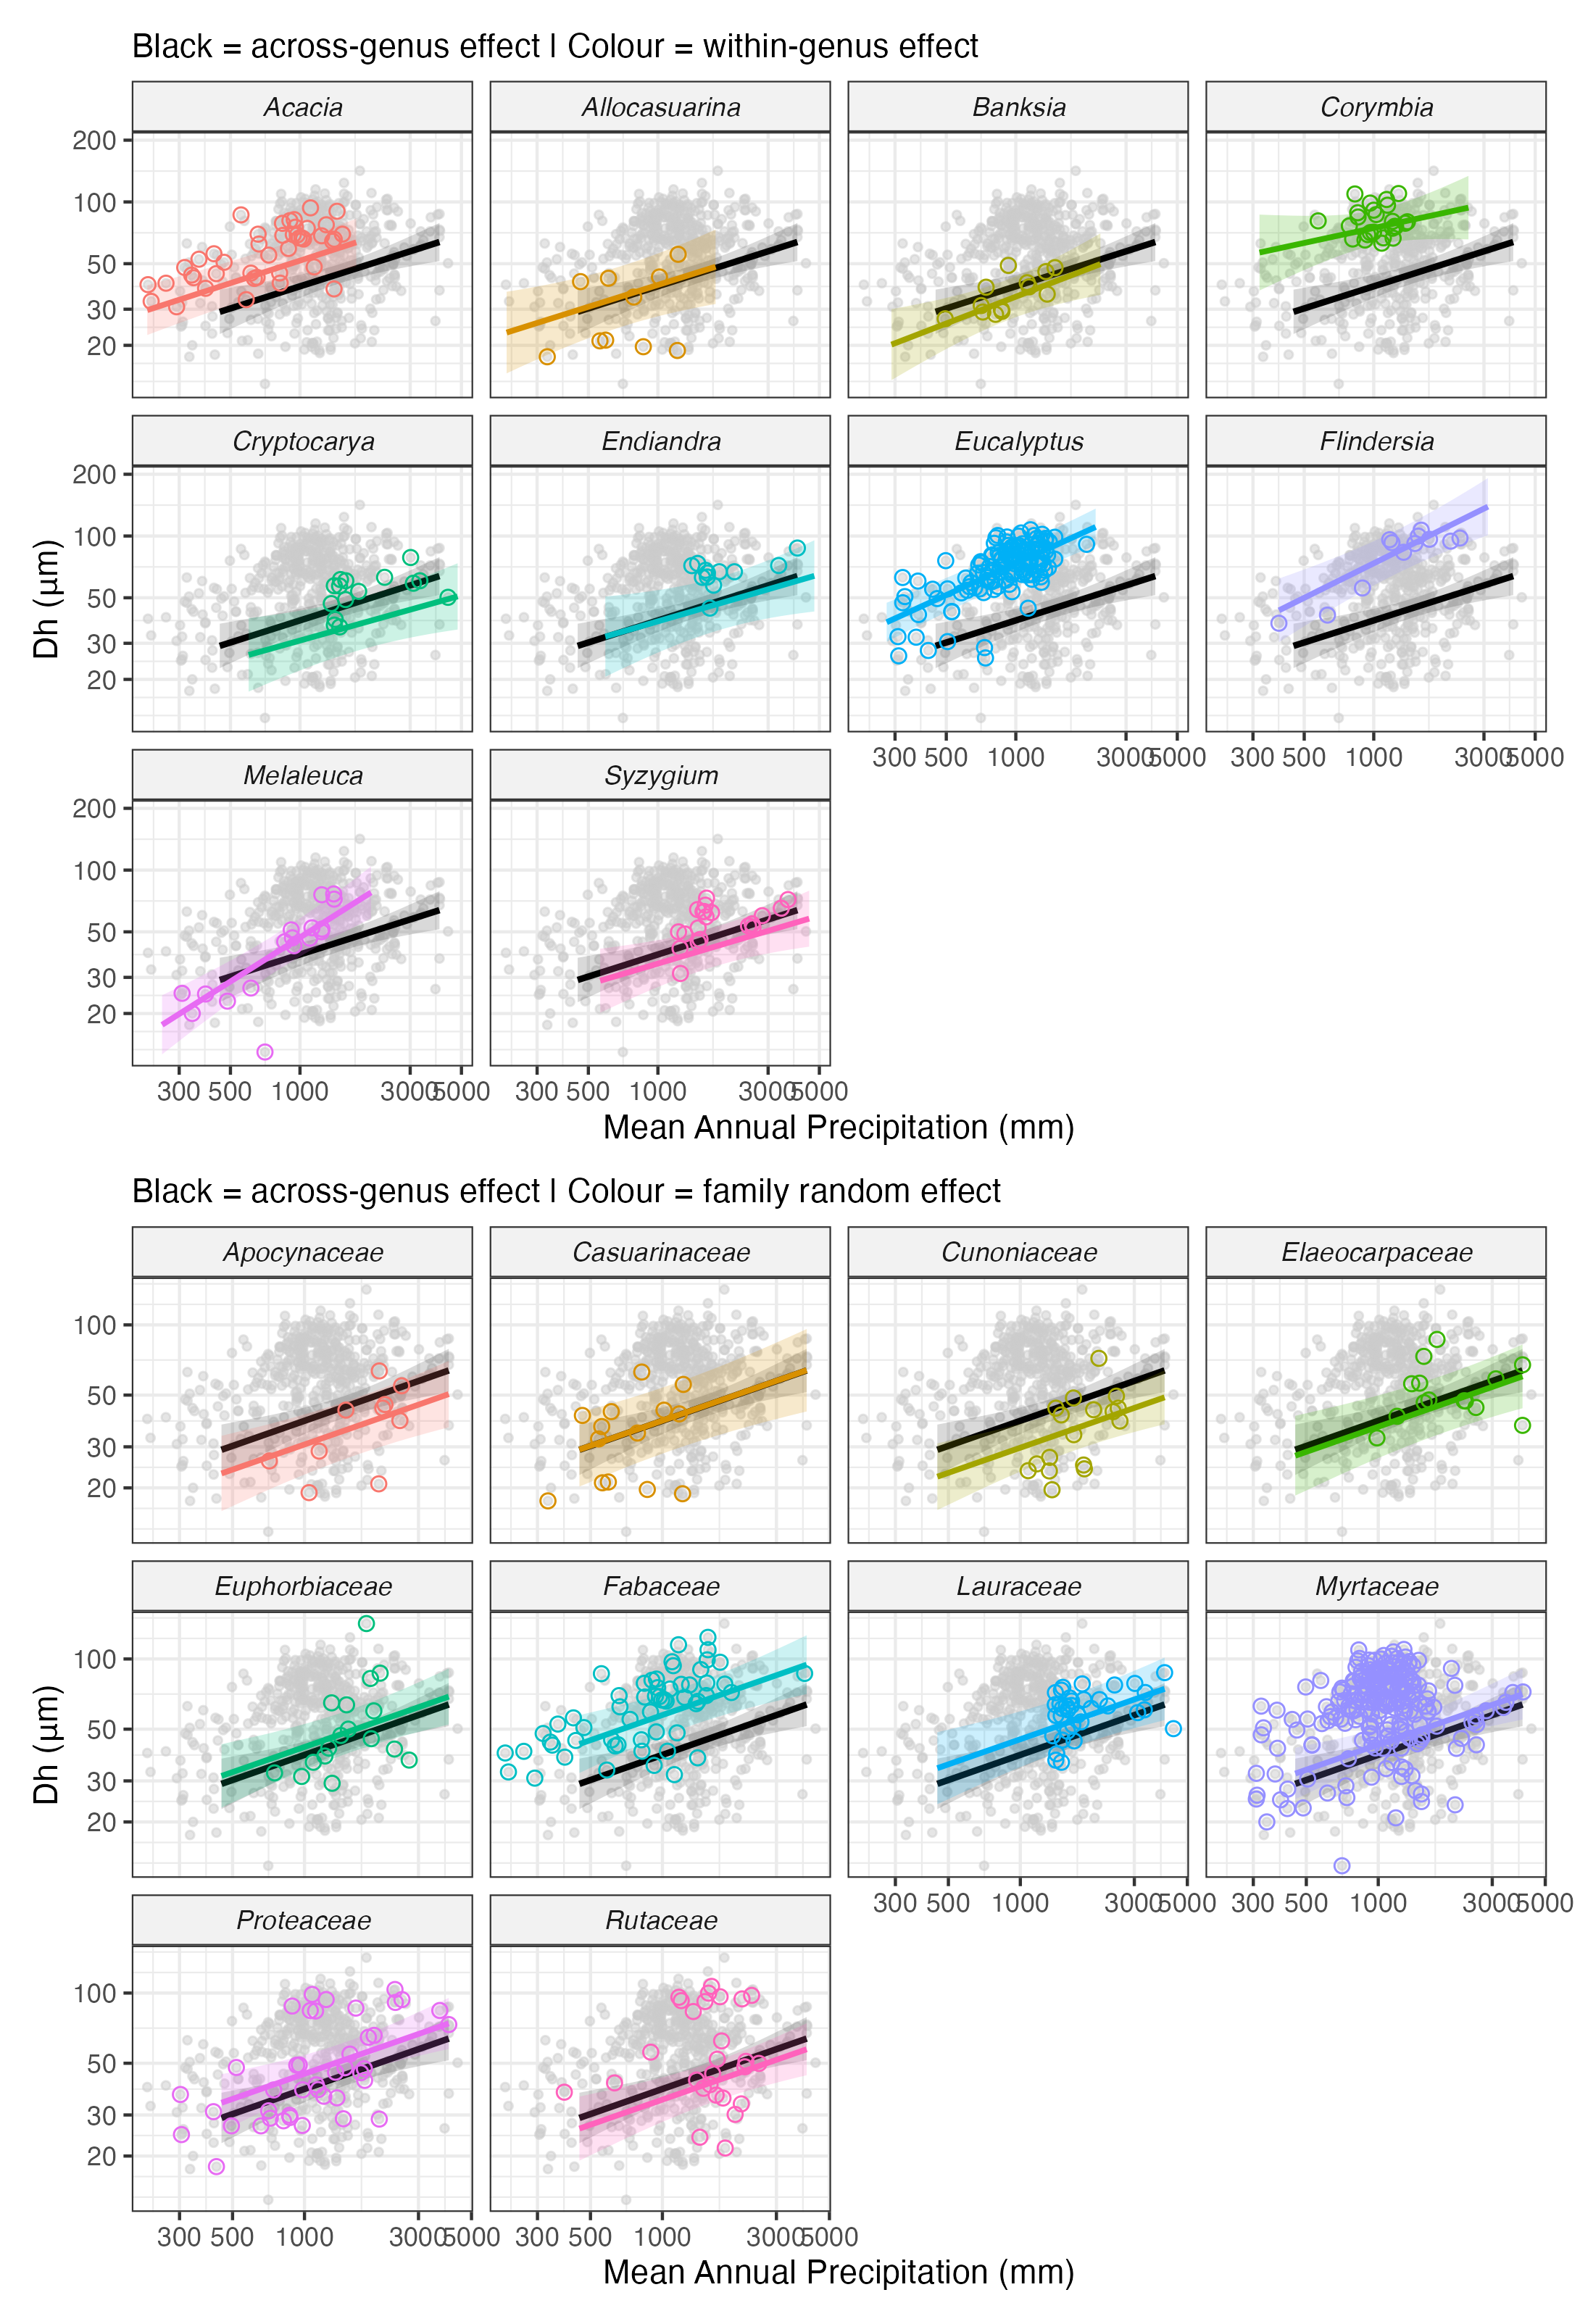 Black = across-genus effect | Colour = within-genus effect
Acacia Allocasuarina Banksia Corymbia
200
100
50
30
20
Cryptocarya Endiandra Eucalyptus Flindersia
200
100
50
30
20
300 500 1000 3000 5000 300 500 1000 3000 5000
Melaleuca Syzygium
200
100
50
30
20
300 500 1000 3000 5000 300 500 1000 3000 5000
Dh (µm)
Mean Annual Precipitation (mm)
Black = across-genus effect | Colour = family random effect
Apocynaceae Casuarinaceae Cunoniaceae Elaeocarpaceae
100
50
30
20
Euphorbiaceae Fabaceae Lauraceae Myrtaceae
100
50
30
20
300 500 1000 3000 5000 300 500 1000 3000 5000
Proteaceae Rutaceae
100
50
30
20
300 500 1000 3000 5000 300 500 1000 3000 5000
Dh (µm)
Mean Annual Precipitation (mm)